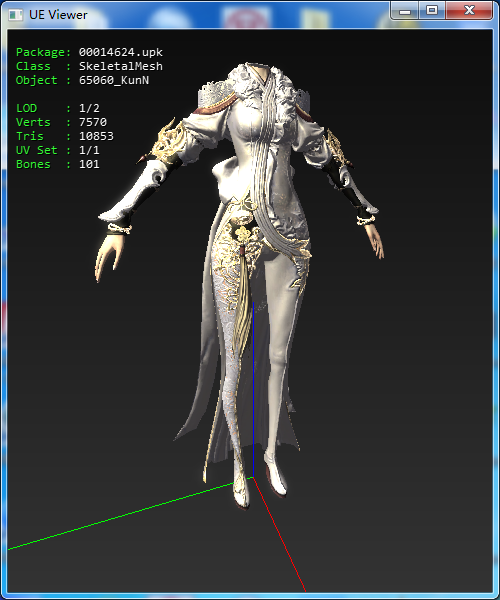 UE Viewer
Package: 00014624.upk
Class  : SkeletalMesh
Object : 65060_KunN
LOD    : 1/2
Verts  : 7570
Tris   : 10853
UV Set : 1/1
Bones  : 101